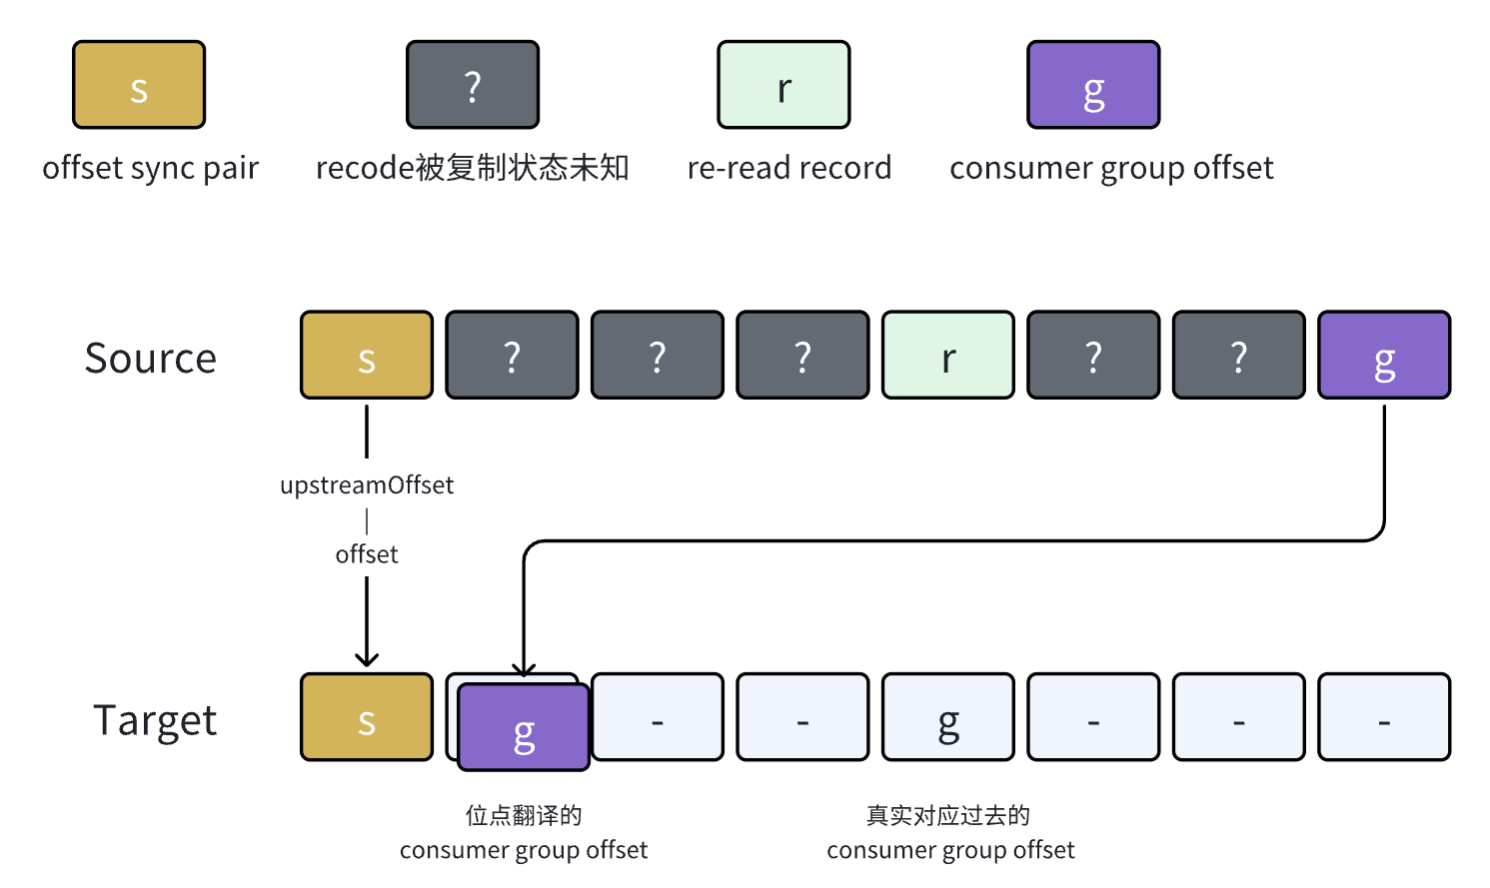 s ? r g
offset sync pair recode被复制状态未知 re-read record consumer group offset
Source s ? ? ? r ? ? g
upstreamOffset
offset
Target s g - - g - - -
位点翻译的 真实对应过去的
consumer group offset consumer group offset